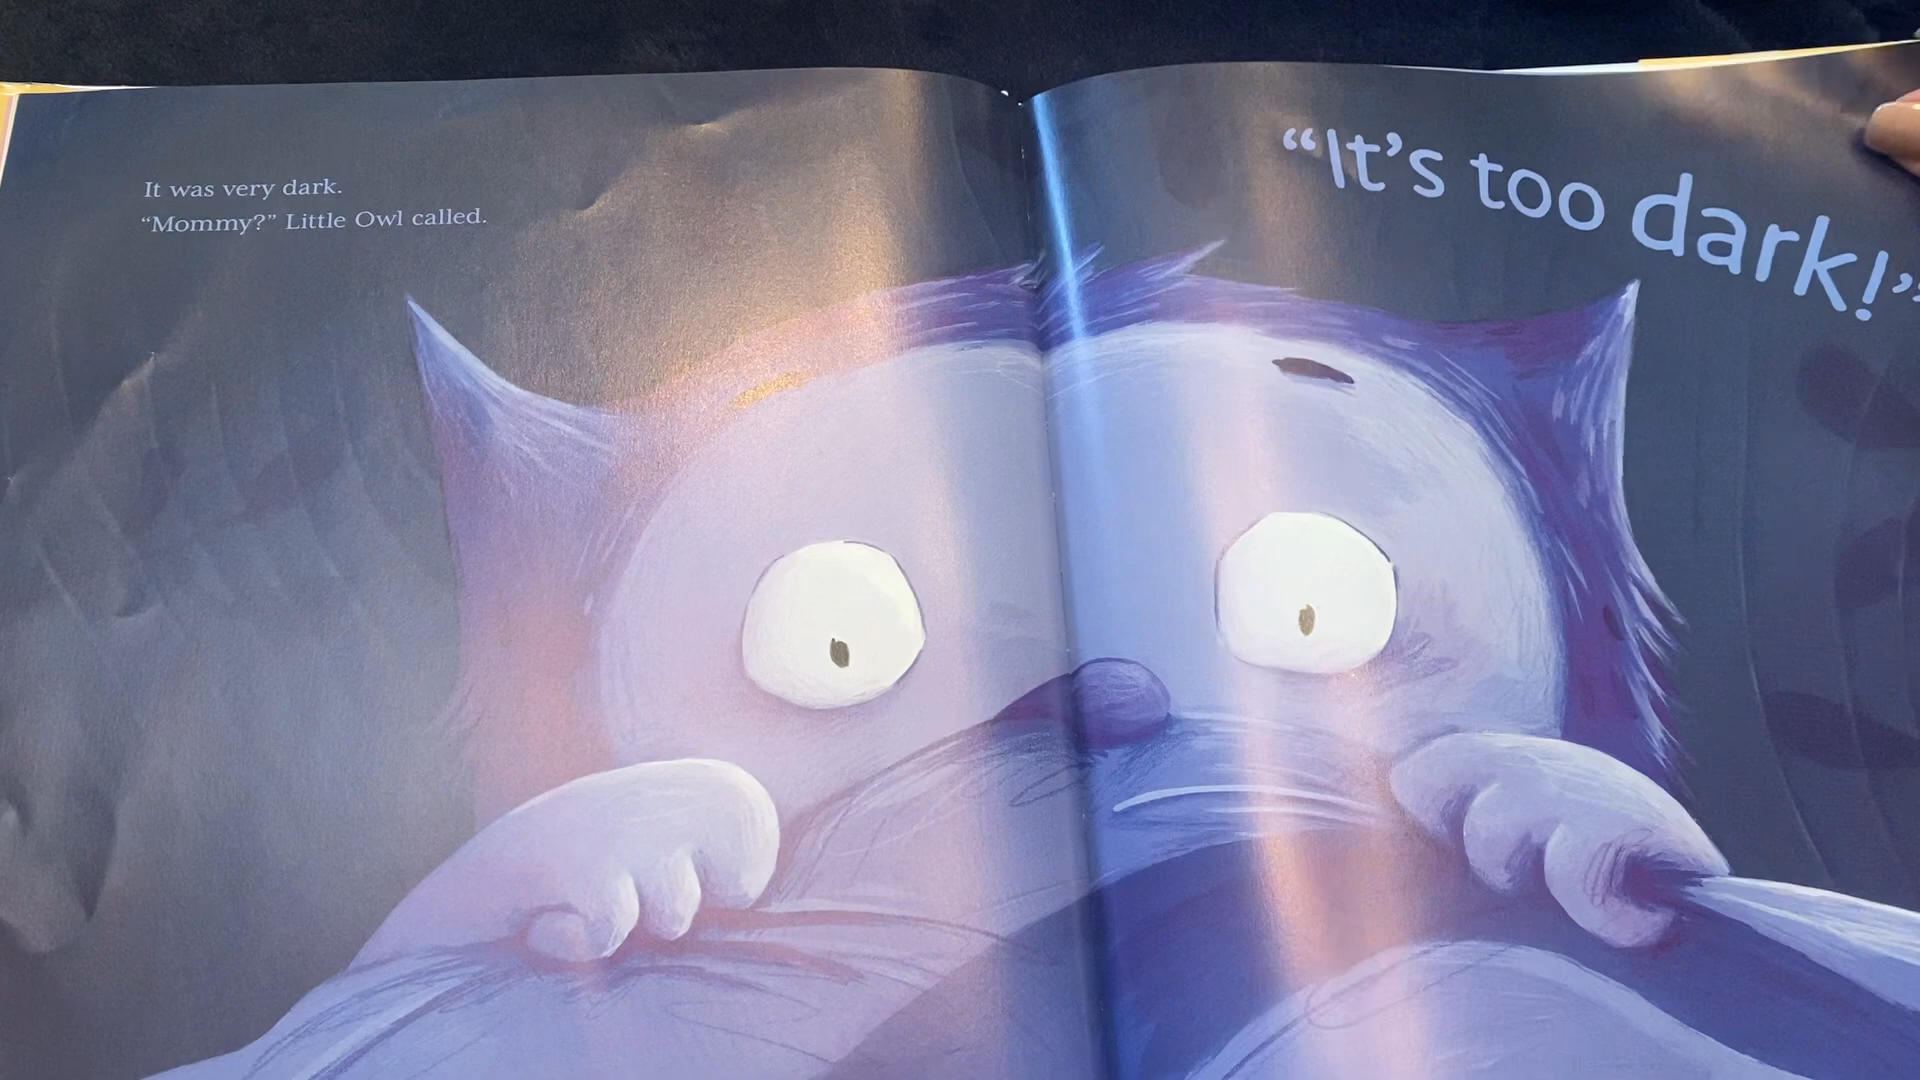 It was very dark.
“Mommy?” Little Owl called.
“It’s too dark!”